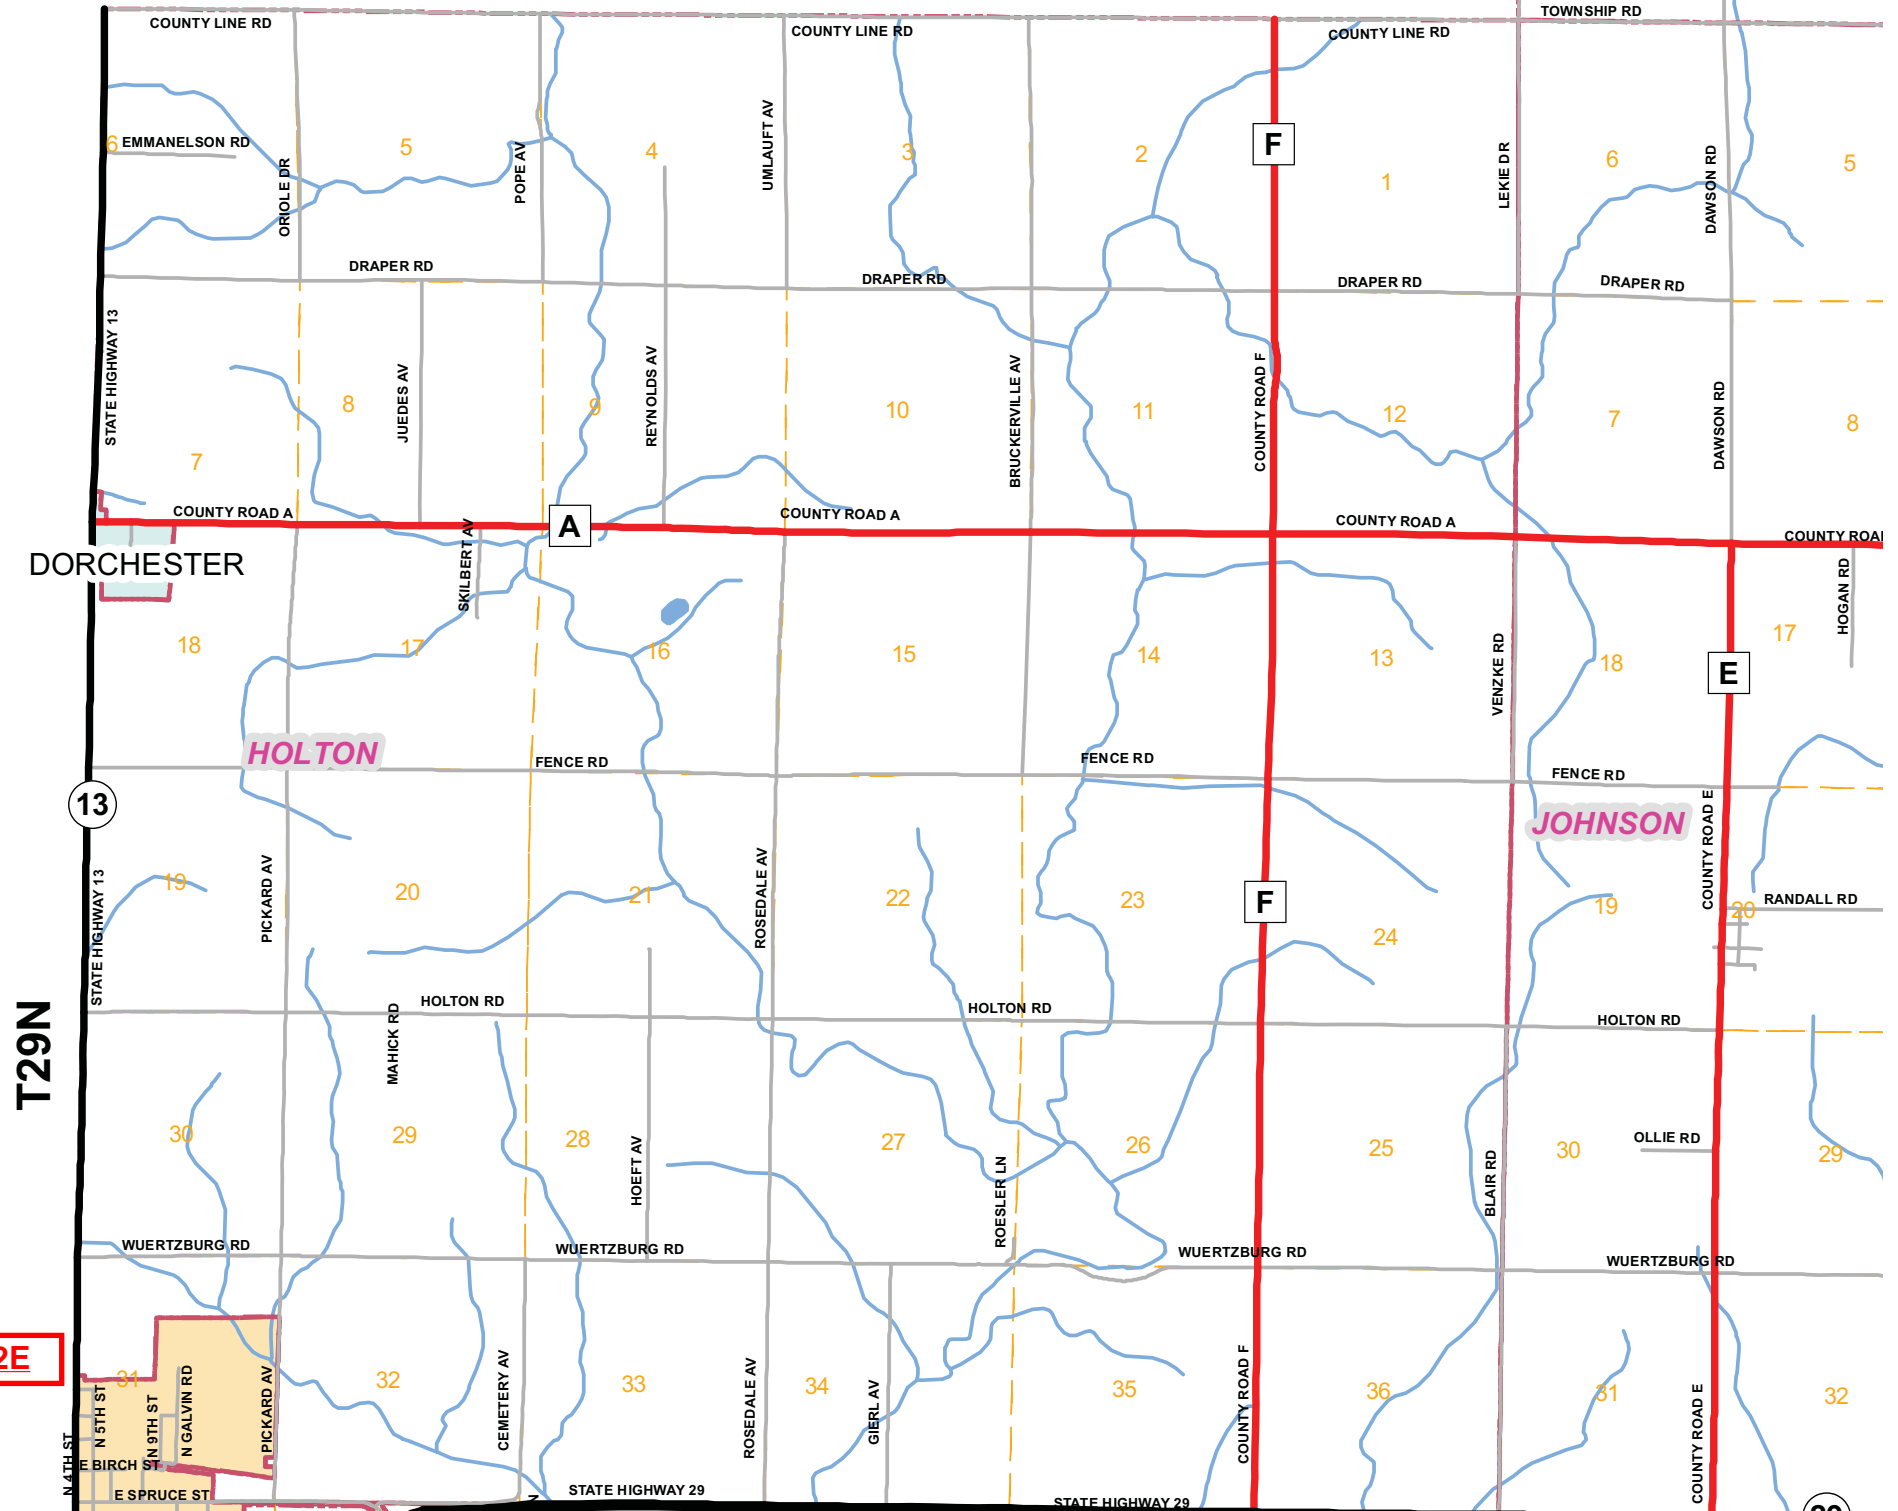 TOWNSHIP RD
COUNTY LINE RD
COUNTY LINE RD
COUNTY LINE RD
6
EMMANELSON RD
5
4
3
2
F
1
6
5
ORIOLE DR
POPE AV
UMLAUFT AV
LEKIE DR
DAWSON RD
DRAPER RD
DRAPER RD
DRAPER RD
DRAPER RD
STATE HIGHWAY 13
7
8
JUEDES AV
9
REYNOLDS AV
10
BRUCKERVILLE AV
11
COUNTY ROAD F
12
7
DAWSON RD
8
COUNTY ROAD A
A
COUNTY ROAD A
COUNTY ROAD A
COUNTY ROA
DORCHESTER
SKILBERT AV
HOGAN RD
18
17
16
15
14
13
VENZKE RD
18
E
17
HOLTON
FENCE RD
FENCE RD
FENCE RD
13
JOHNSON
COUNTY ROAD E
STATE HIGHWAY 13
19
PICKARD AV
20
21
ROSEDALE AV
22
23
F
24
19
20
RANDALL RD
T29N
HOLTON RD
HOLTON RD
HOLTON RD
MAHICK RD
30
29
28
HOEFT AV
27
ROESLER LN
26
25
BLAIR RD
30
OLLIE RD
29
WUERTZBURG RD
WUERTZBURG RD
WUERTZBURG RD
WUERTZBURG RD
2E
31
N 4TH ST
N 5TH ST
N 9TH ST
N GALVIN RD
PICKARD AV
32
CEMETERY AV
33
ROSEDALE AV
34
GIERL AV
35
COUNTY ROAD F
36
31
COUNTY ROAD E
32
E BIRCH ST
E SPRUCE ST
N
STATE HIGHWAY 29
STATE HIGHWAY 29
29